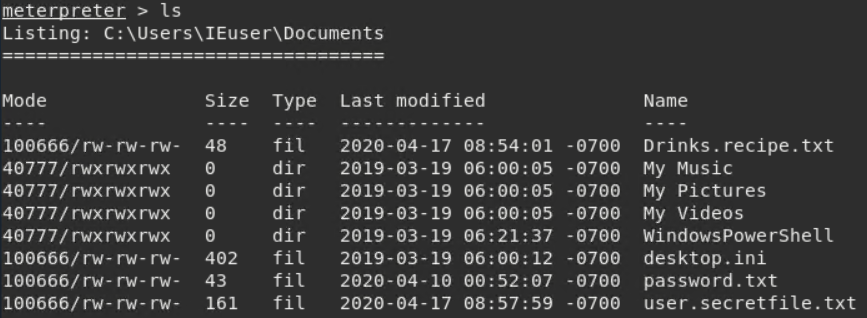 meterpreter > ls
Listing: C:\Users\IEuser\Documents
==================================
Mode Size Type Last modified Name
---- ---- ---- ------------- ----
100666/rw-rw-rw- 48 fil 2020-04-17 08:54:01 -0700 Drinks.recipe.txt
40777/rwxrwxrwx 0 dir 2019-03-19 06:00:05 -0700 My Music
40777/rwxrwxrwx 0 dir 2019-03-19 06:00:05 -0700 My Pictures
40777/rwxrwxrwx 0 dir 2019-03-19 06:00:05 -0700 My Videos
40777/rwxrwxrwx 0 dir 2019-03-19 06:21:37 -0700 WindowsPowerShell
100666/rw-rw-rw- 402 fil 2019-03-19 06:00:12 -0700 desktop.ini
100666/rw-rw-rw- 43 fil 2020-04-10 00:52:07 -0700 password.txt
100666/rw-rw-rw- 161 fil 2020-04-17 08:57:59 -0700 user.secretfile.txt